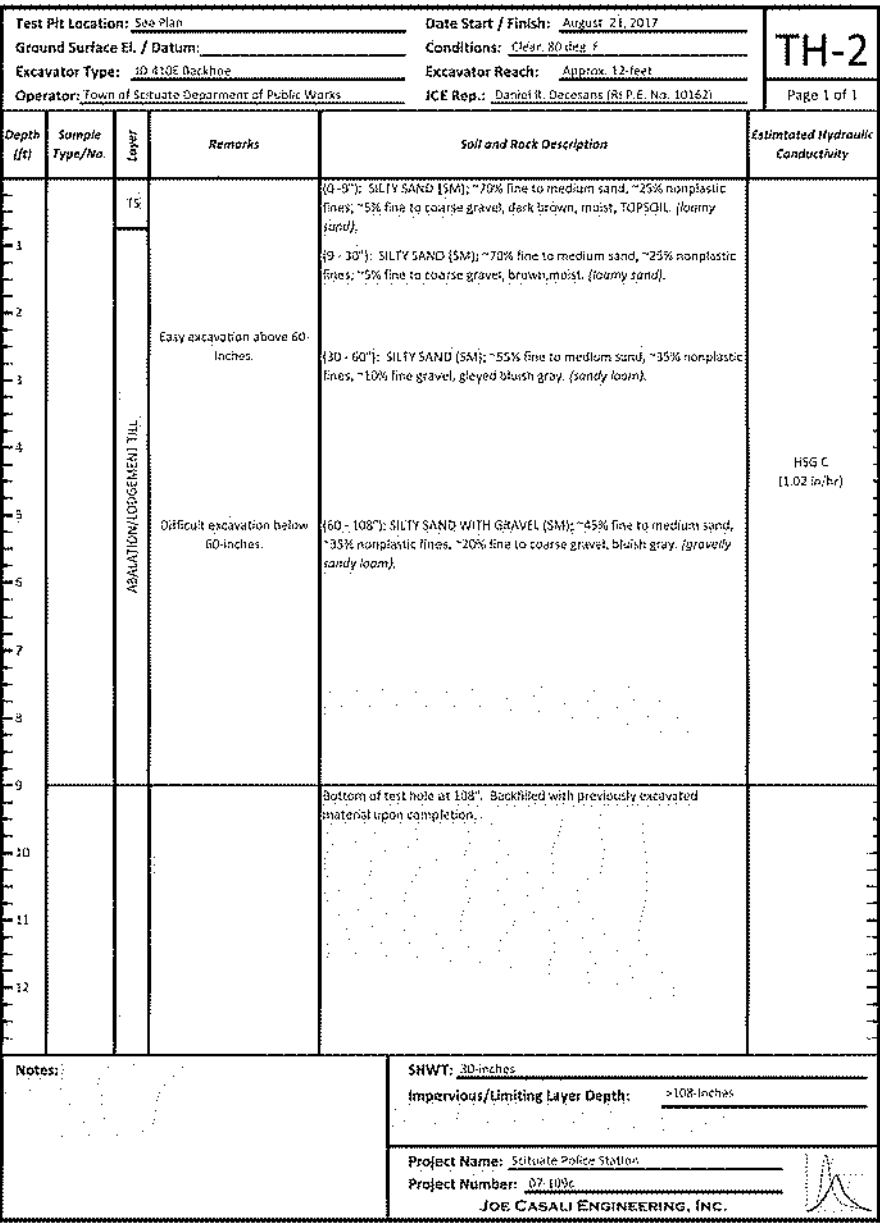 Test Pit Location: See Plan
Date Start / Finish: August 21, 2017
TH-2
Ground Surface El. / Datum:
Conditions: Clear, 80 deg F
Excavator Type: JD 410E Backhoe
Excavator Reach: Approx. 12-feet
Operator: Town of Scituate Deparment of Public Works
JCE Rep.: Daniel R. Decesaris (RI P.E. No. 10162)
Page 1 of 1
Depth (ft)
Sample Type/No.
Layer
Remarks
Soil and Rock Description
Estimtated Hydraulic Conductivity
TS
(0 -9"): SILTY SAND (SM); ~70% fine to medium sand, ~25% nonplastic
fines; ~5% fine to coarse gravel, dark brown, moist, TOPSOIL. (loamy
sand).
1
(9 - 30"): SILTY SAND (SM); ~70% fine to medium sand, ~25% nonplastic
fines; ~5% fine to coarse gravel, brown,moist. (loamy sand).
2
Easy excavation above 60-
inches.
(30 - 60"): SILTY SAND (SM); ~55% fine to medium sand, ~35% nonplastic
fines, ~10% fine gravel, gleyed bluish gray. (sandy loam).
3
ABALATION/LODGEMENT TILL
4
HSG C
(1.02 in/hr)
5
Difficult excavation below
60-inches.
(60 - 108"): SILTY SAND WITH GRAVEL (SM); ~45% fine to medium sand,
~35% nonplastic fines, ~20% fine to coarse gravel, bluish gray. (gravelly
sandy loam).
6
7
8
9
Bottom of test hole at 108". Backfilled with previously excavated
material upon completion.
10
11
12
Notes:
SHWT: 30-inches
Impervious/Limiting Layer Depth: >108-Inches
Project Name: Scituate Police Station
Project Number: 07-109c
JOE CASALI ENGINEERING, INC.